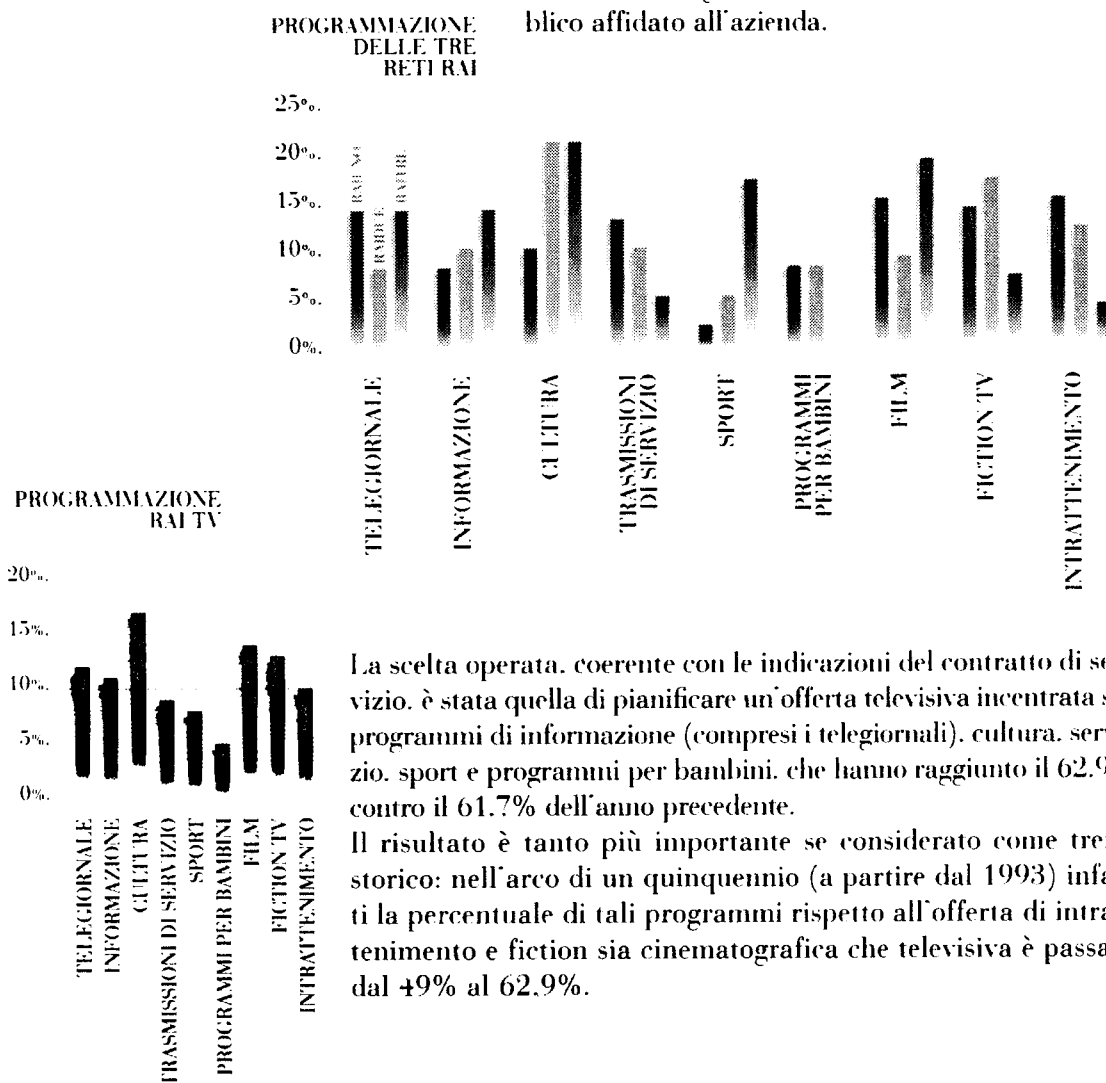 blico affidato all'azienda.
PROGRAMMAZIONE
DELLE TRE
RETI RAI
25%.
20%.
15%.
10%.
5%.
0%.
RAIUNO
RAIDUE
RAITRE
TELEGIORNALE
INFORMAZIONE
CULTURA
TRASMISSIONI
DI SERVIZIO
SPORT
PROGRAMMI
PER BAMBINI
FILM
FICTION TV
INTRATTENIMENTO
PROGRAMMAZIONE
RAI TV
20%.
15%.
10%.
5%.
0%.
TELEGIORNALE
INFORMAZIONE
CULTURA
TRASMISSIONI DI SERVIZIO
SPORT
PROGRAMMI PER BAMBINI
FILM
FICTION TV
INTRATTENIMENTO
La scelta operata. coerente con le indicazioni del contratto di se
vizio. è stata quella di pianificare un'offerta televisiva incentrata s
programmi di informazione (compresi i telegiornali). cultura. ser
zio. sport e programmi per bambini. che hanno raggiunto il 62.9
contro il 61.7% dell'anno precedente.
Il risultato è tanto più importante se considerato come tre
storico: nell'arco di un quinquennio (a partire dal 1993) infa
ti la percentuale di tali programmi rispetto all'offerta di intra
tenimento e fiction sia cinematografica che televisiva è passa
dal 49% al 62.9%.